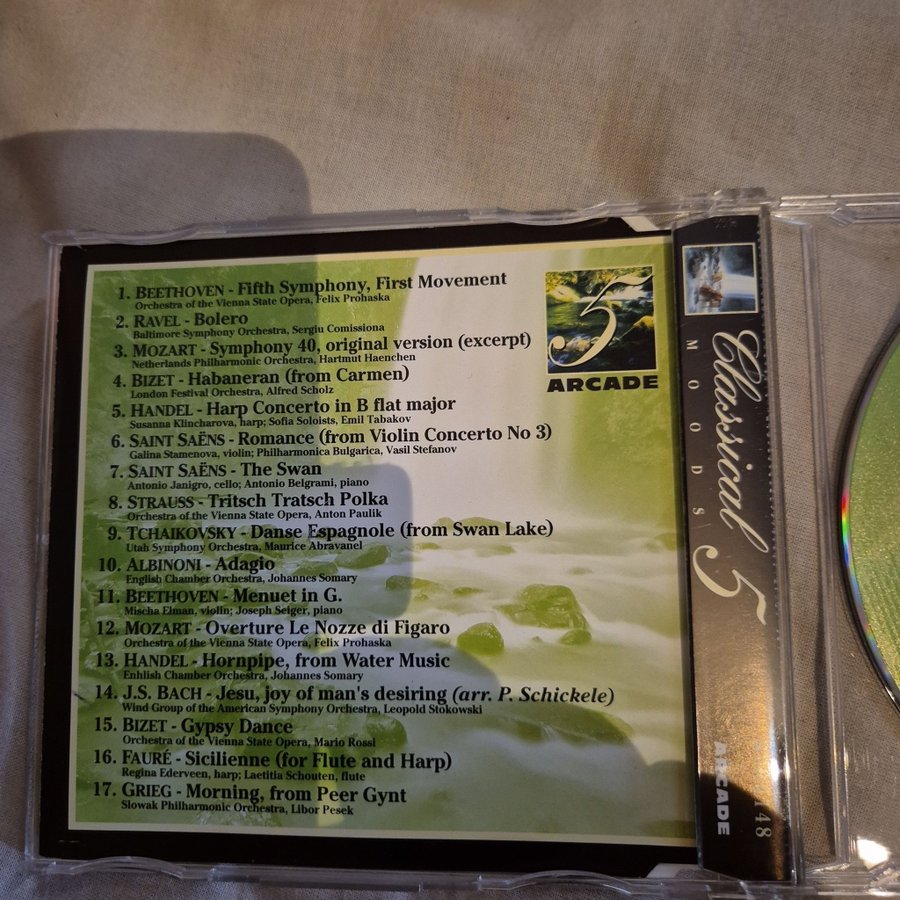 1. BEETHOVEN - Fifth Symphony, First Movement
Orchestra of the Vienna State Opera, Felix Prohaska
2. RAVEL - Bolero
Baltimore Symphony Orchestra, Sergiu Comissiona
3. MOZART - Symphony 40, original version (excerpt)
Netherlands Philharmonic Orchestra, Hartmut Haenchen
4. BIZET - Habaneran (from Carmen)
London Festival Orchestra, Alfred Scholz
5. HANDEL - Harp Concerto in B flat major
Susanna Klincharova, harp; Sofia Soloists, Emil Tabakov
6. SAINT SAËNS - Romance (from Violin Concerto No 3)
Galina Stamenova, violin; Philharmonica Bulgarica, Vasil Stefanov
7. SAINT SAËNS - The Swan
Antonio Janigro, cello; Antonio Belgrami, piano
8. STRAUSS - Tritsch Tratsch Polka
Orchestra of the Vienna State Opera, Anton Paulik
9. TCHAIKOVSKY - Danse Espagnole (from Swan Lake)
Utah Symphony Orchestra, Maurice Abravanel
10. ALBINONI - Adagio
English Chamber Orchestra, Johannes Somary
11. BEETHOVEN - Menuet in G.
Mischa Elman, violin; Joseph Seiger, piano
12. MOZART - Overture Le Nozze di Figaro
Orchestra of the Vienna State Opera, Felix Prohaska
13. HANDEL - Hornpipe, from Water Music
Enhlish Chamber Orchestra, Johannes Somary
14. J.S. BACH - Jesu, joy of man's desiring (arr. P. Schickele)
Wind Group of the American Symphony Orchestra, Leopold Stokowski
15. BIZET - Gypsy Dance
Orchestra of the Vienna State Opera, Mario Rossl
16. FAURÉ - Sicilienne (for Flute and Harp)
Regina Ederveen, harp; Laetitia Schouten, flute
17. GRIEG - Morning, from Peer Gynt
Slowak Philharmonic Orchestra, Libor Pesek
5
ARCADE
Classical 5
MOODS
ARCADE